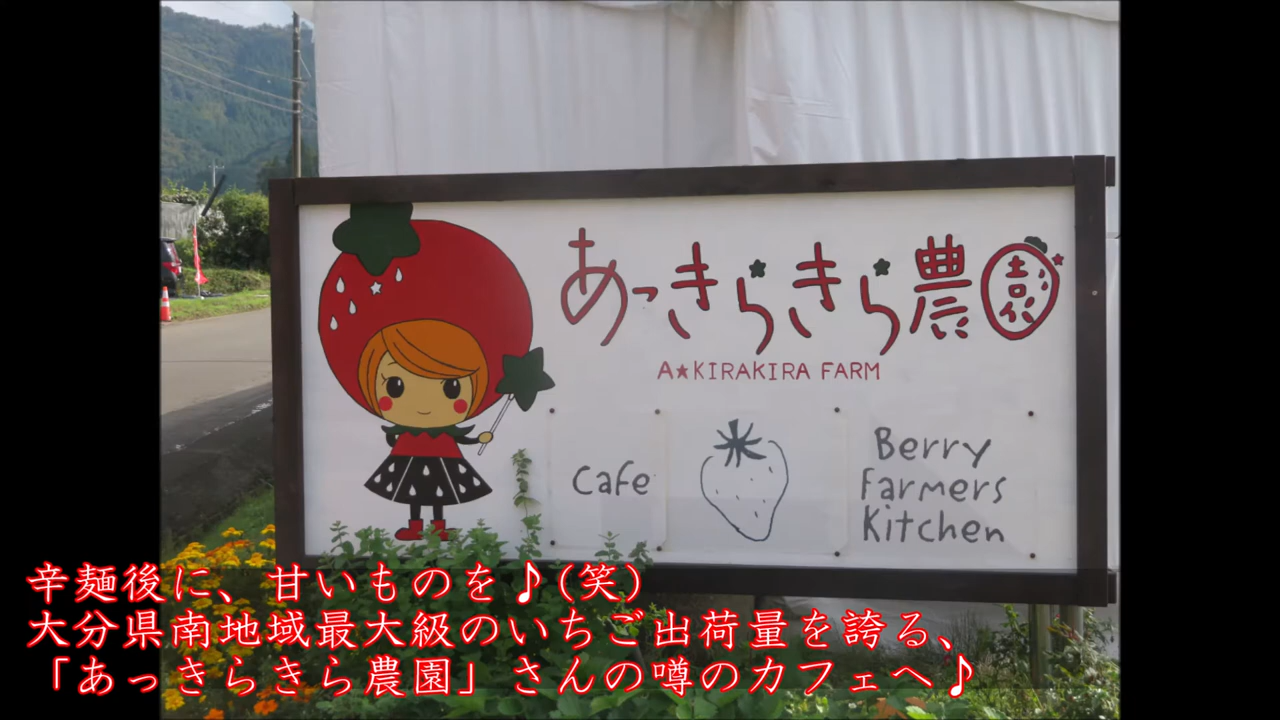 あっきらきら農園
A★KIRAKIRA FARM
Cafe
Berry
Farmers
Kitchen
辛麺後に、甘いものを♪(笑)
大分県南地域最大級のいちご出荷量を誇る、
「あっきらきら農園」さんの噂のカフェへ♪